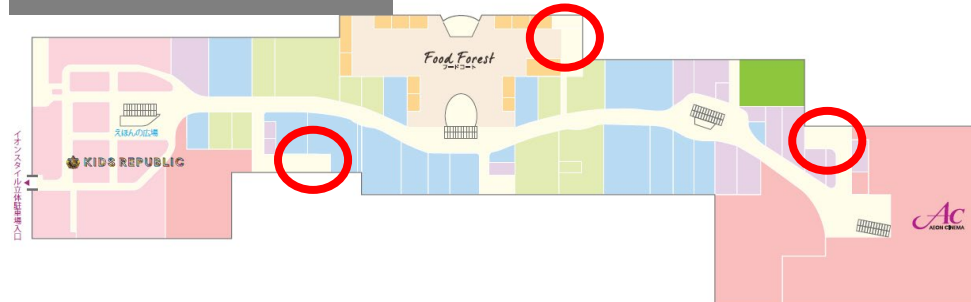 Food Forest
フードコート
えほんの広場
KIDS REPUBLIC
イオンスタイル立体駐車場入口
AC
AEON CINEMA